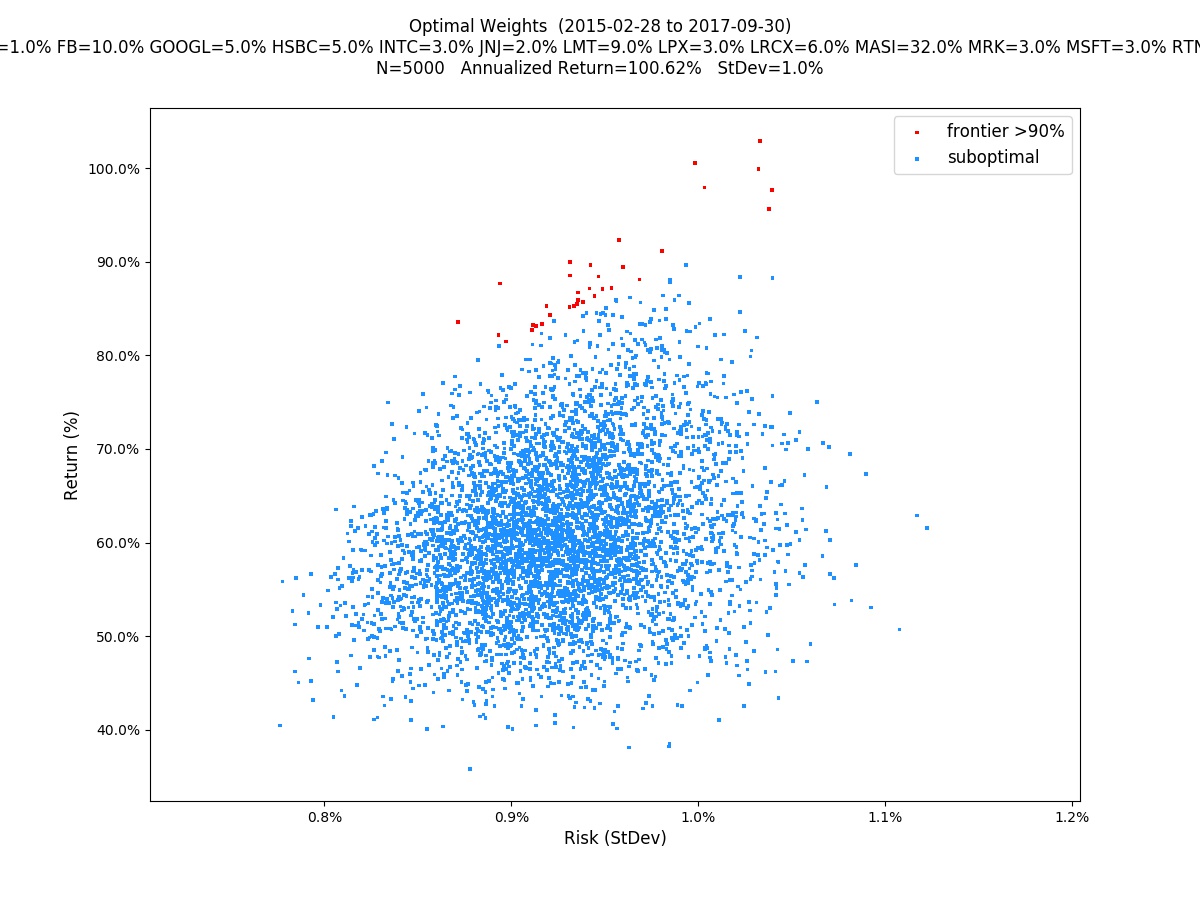 Optimal Weights (2015-02-28 to 2017-09-30)
=1.0% FB=10.0% GOOGL=5.0% HSBC=5.0% INTC=3.0% JNJ=2.0% LMT=9.0% LPX=3.0% LRCX=6.0% MASI=32.0% MRK=3.0% MSFT=3.0% RTN
N=5000 Annualized Return=100.62% StDev=1.0%
frontier >90%
suboptimal
100.0%
90.0%
80.0%
70.0%
60.0%
50.0%
40.0%
Return (%)
0.8% 0.9% 1.0% 1.1% 1.2%
Risk (StDev)